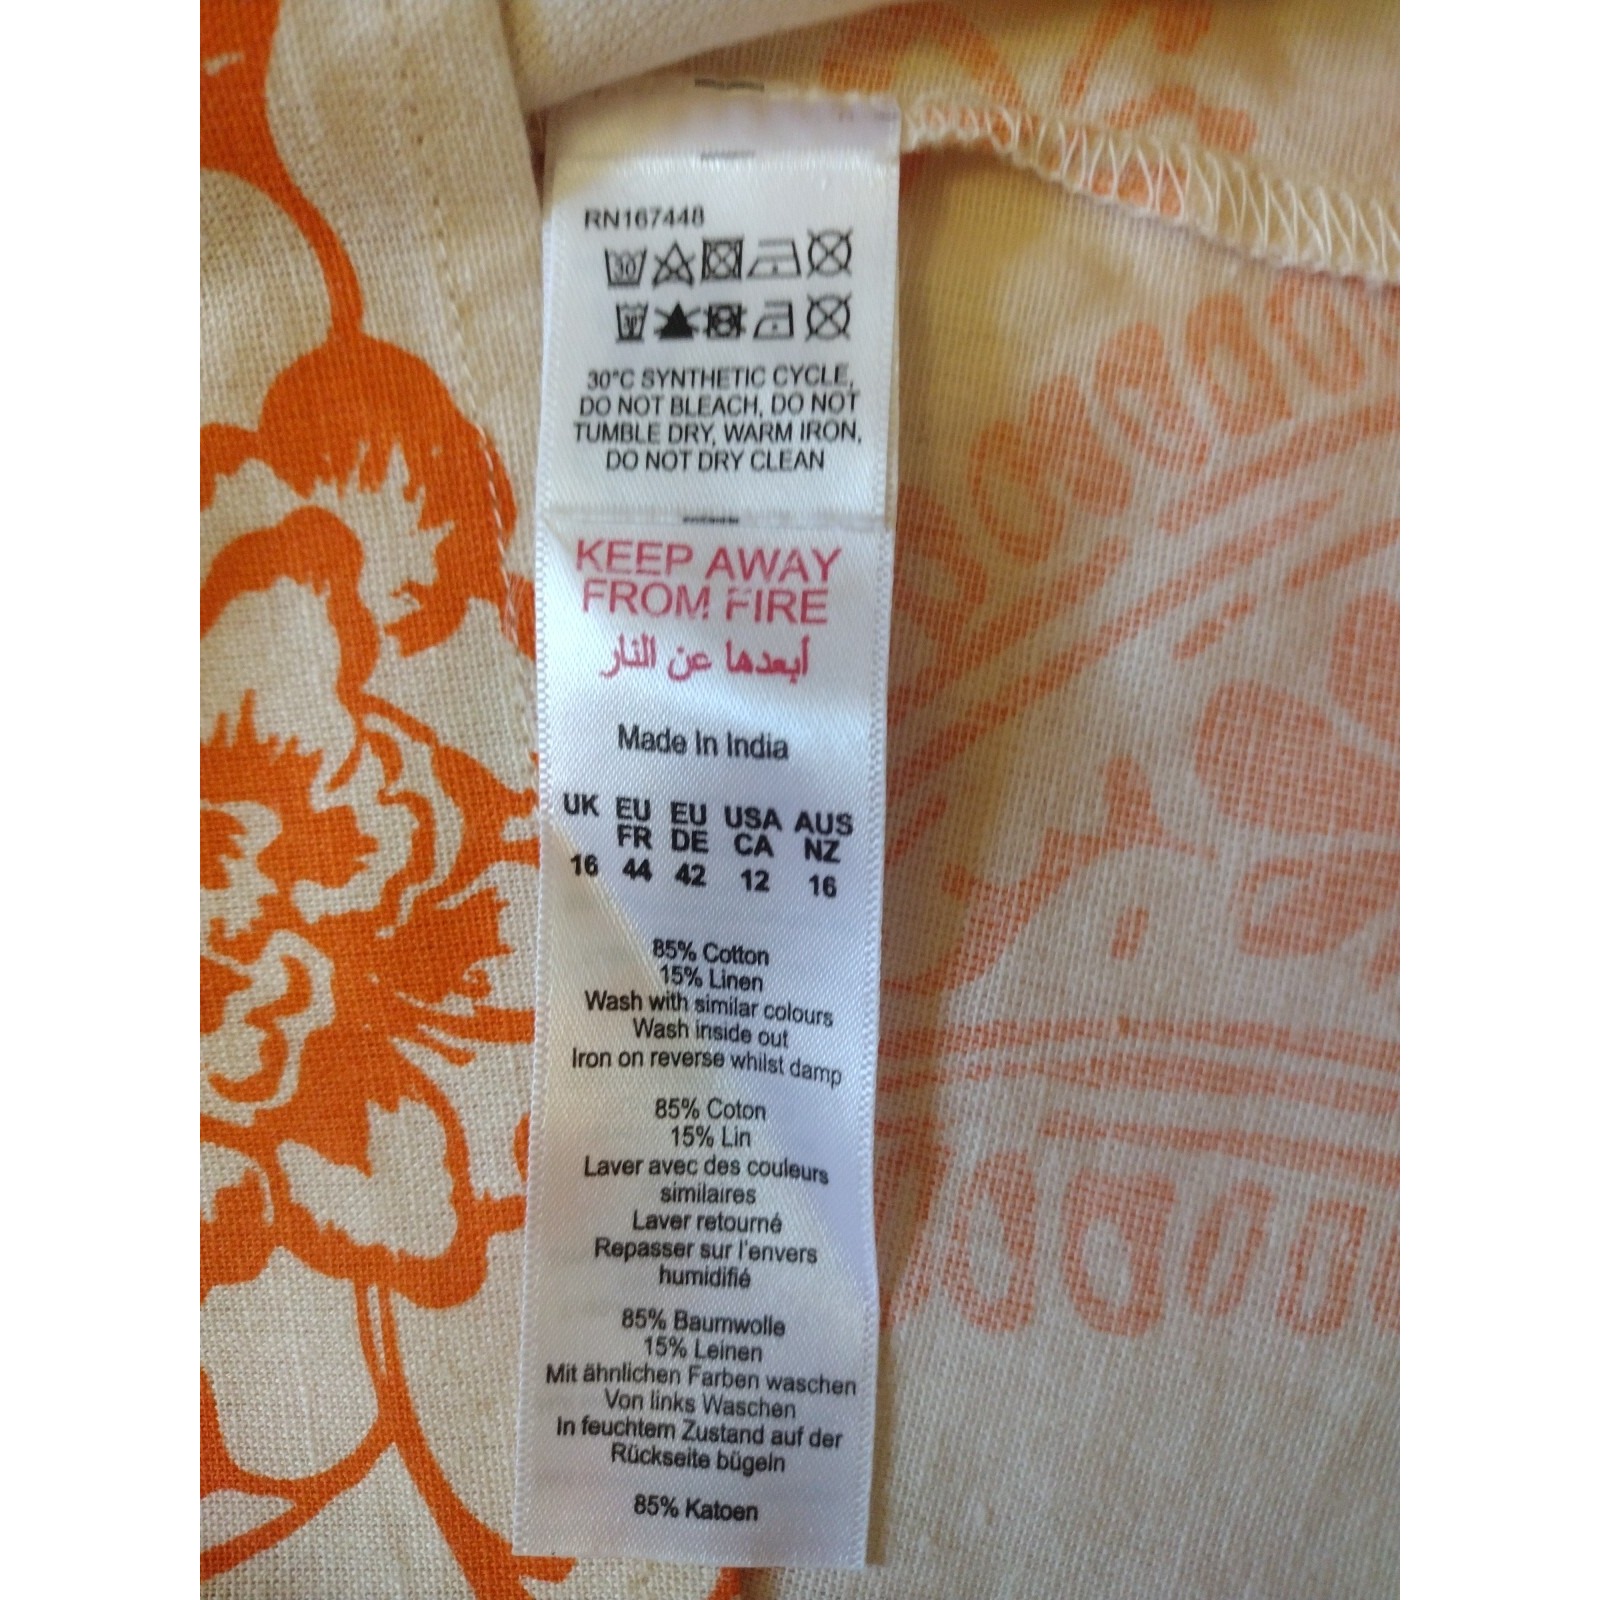 RN167448
30
30°
30°C SYNTHETIC CYCLE,
DO NOT BLEACH, DO NOT
TUMBLE DRY, WARM IRON,
DO NOT DRY CLEAN
KEEP AWAY
FROM FIRE
أبعدها عن النار
Made In India
UK EU FR EU DE USA CA AUS NZ
16 44 42 12 16
85% Cotton
15% Linen
Wash with similar colours
Wash inside out
Iron on reverse whilst damp
85% Coton
15% Lin
Laver avec des couleurs
similaires
Laver retourné
Repasser sur l'envers
humidifié
85% Baumwolle
15% Leinen
Mit ähnlichen Farben waschen
Von links Waschen
In feuchtem Zustand auf der
Rückseite bügeln
85% Katoen